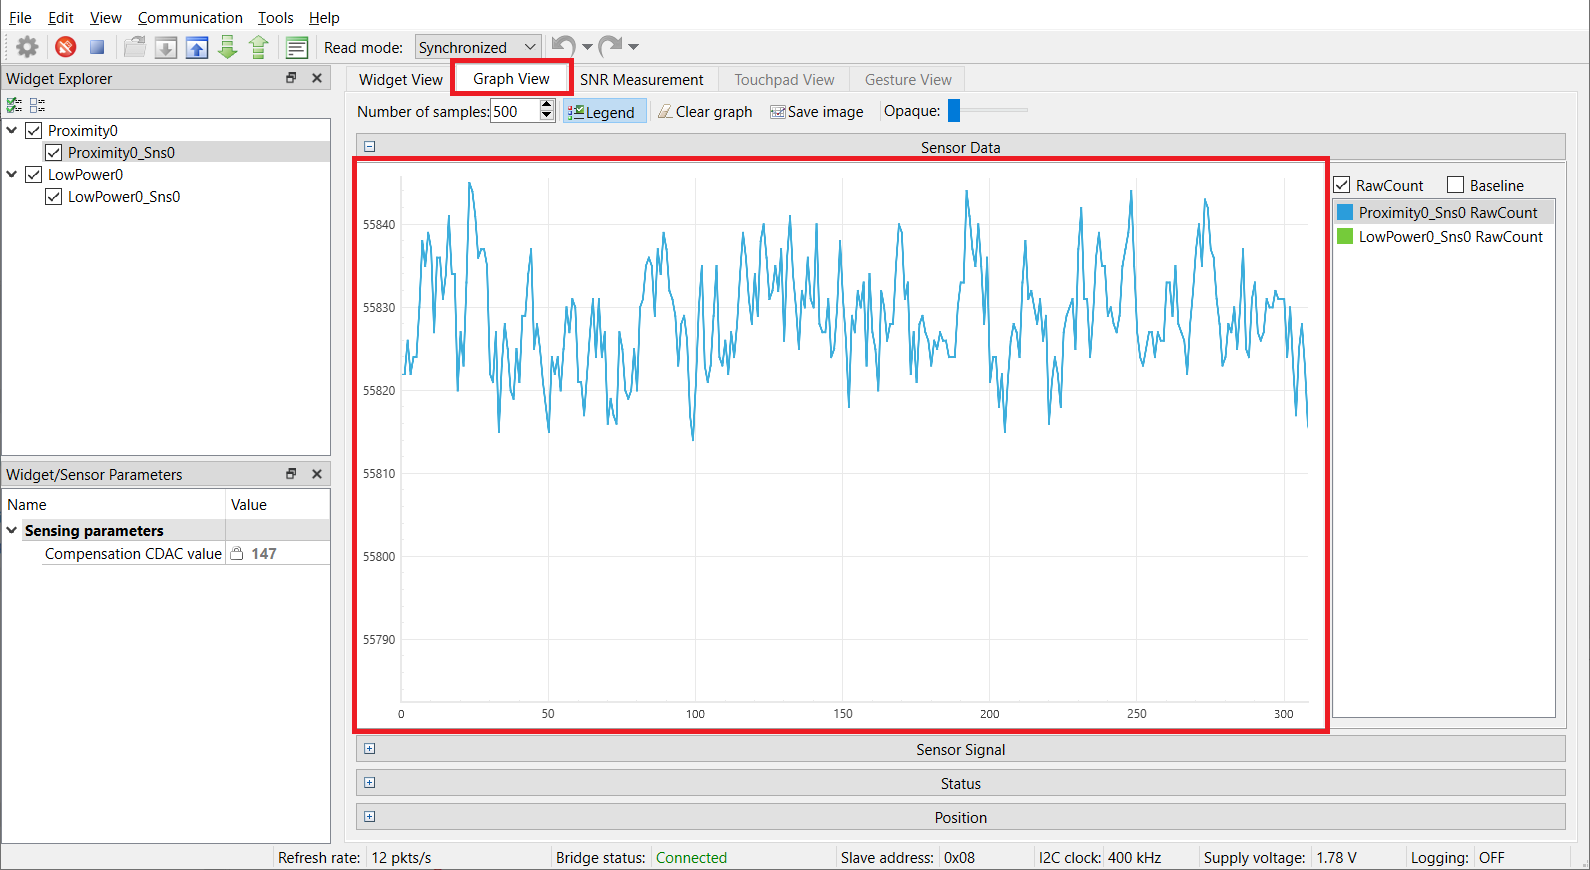 File Edit View Communication Tools Help
Read mode: Synchronized
Widget Explorer
Proximity0
Proximity0_Sns0
LowPower0
LowPower0_Sns0
Widget/Sensor Parameters
Name Value
Sensing parameters
Compensation CDAC value 147
Widget View Graph View SNR Measurement Touchpad View Gesture View
Number of samples: 500 Legend Clear graph Save image Opaque:
Sensor Data
55840
55830
55820
55810
55800
55790
0 50 100 150 200 250 300
RawCount Baseline
Proximity0_Sns0 RawCount
LowPower0_Sns0 RawCount
Sensor Signal
Status
Position
Refresh rate: 12 pkts/s Bridge status: Connected Slave address: 0x08 I2C clock: 400 kHz Supply voltage: 1.78 V Logging: OFF